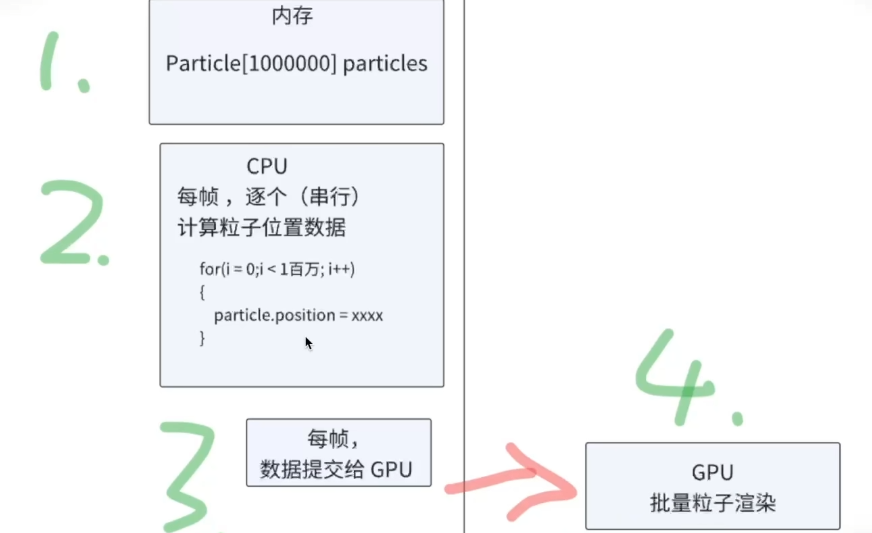 1.
内存
Particle[1000000] particles
2.
CPU
每帧，逐个（串行）
计算粒子位置数据
for(i = 0;i < 1百万; i++)
{
particle.position = xxxx
}
3
每帧，
数据提交给 GPU
4.
GPU
批量粒子渲染